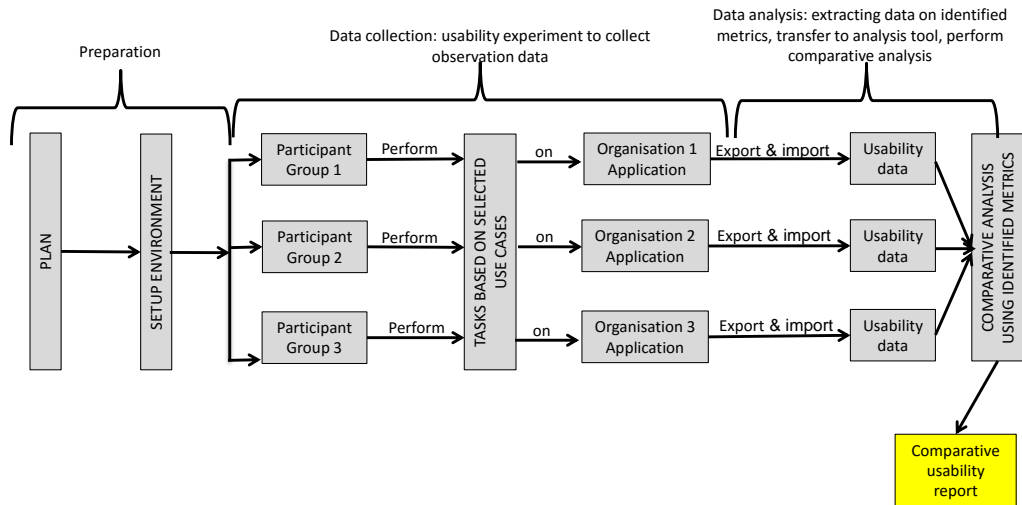 Preparation
Data collection: usability experiment to collect
observation data
Data analysis: extracting data on identified
metrics, transfer to analysis tool, perform
comparative analysis
PLAN
SETUP ENVIRONMENT
Participant
Group 1
Perform
TASKS BASED ON SELECTED
USE CASES
on
Organisation 1
Application
Export & import
Usability
data
Participant
Group 2
Perform
on
Organisation 2
Application
Export & import
Usability
data
Participant
Group 3
Perform
on
Organisation 3
Application
Export & import
Usability
data
COMPARATIVE ANALYSIS
USING IDENTIFIED METRICS
Comparative
usability
report